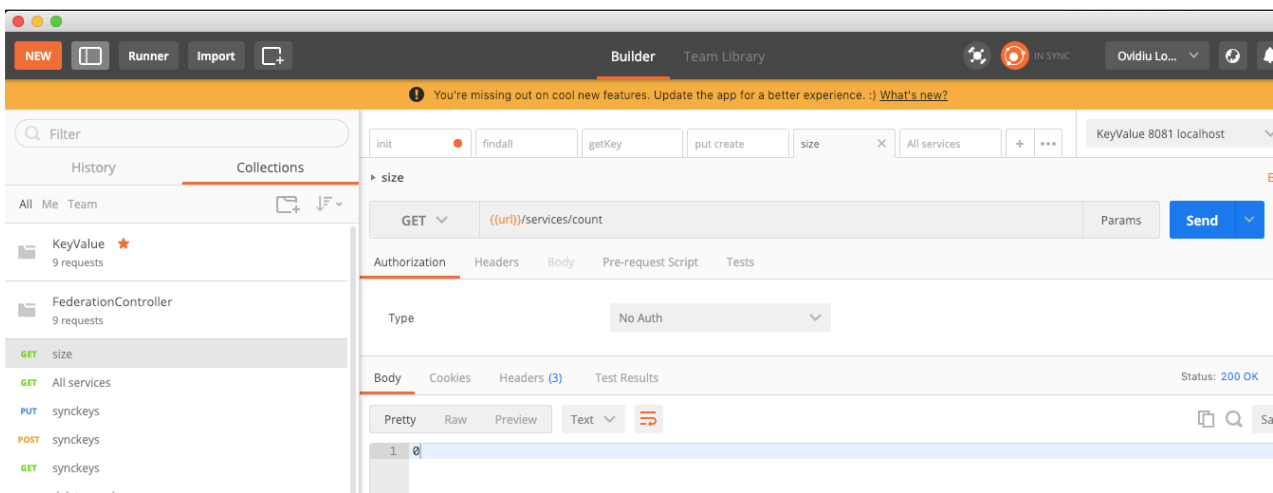 NEW Runner Import Builder Team Library IN SYNC Ovidiu Lo...
You're missing out on cool new features. Update the app for a better experience. :) What's new?
Filter
History Collections
All Me Team
KeyValue
9 requests
FederationController
9 requests
GET size
GET All services
PUT synckeys
POST synckeys
GET synckeys
init findall getKey put create size All services + •••
KeyValue 8081 localhost
size
GET {{url}}/services/count Params Send
Authorization Headers Body Pre-request Script Tests
Type No Auth
Body Cookies Headers (3) Test Results Status: 200 OK
Pretty Raw Preview Text Sa
1 0